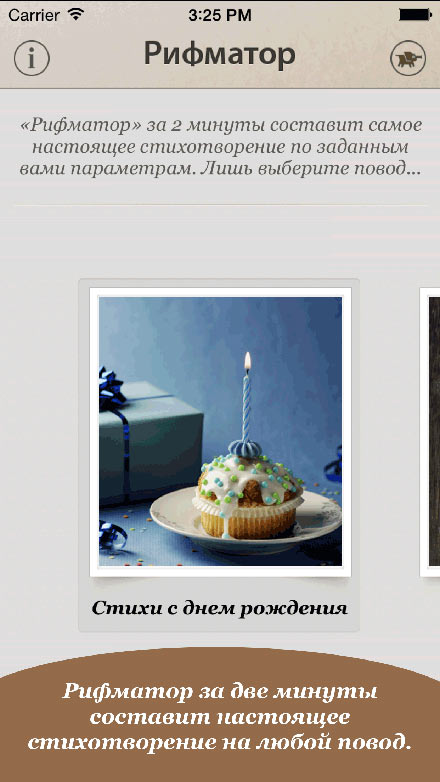 Carrier 3:25 PM
Рифматор
«Рифматор» за 2 минуты составит самое
настоящее стихотворение по заданным
вами параметрам. Лишь выберите повод...
Стихи с днем рождения
Рифматор за две минуты
составит настоящее
стихотворение на любой повод.